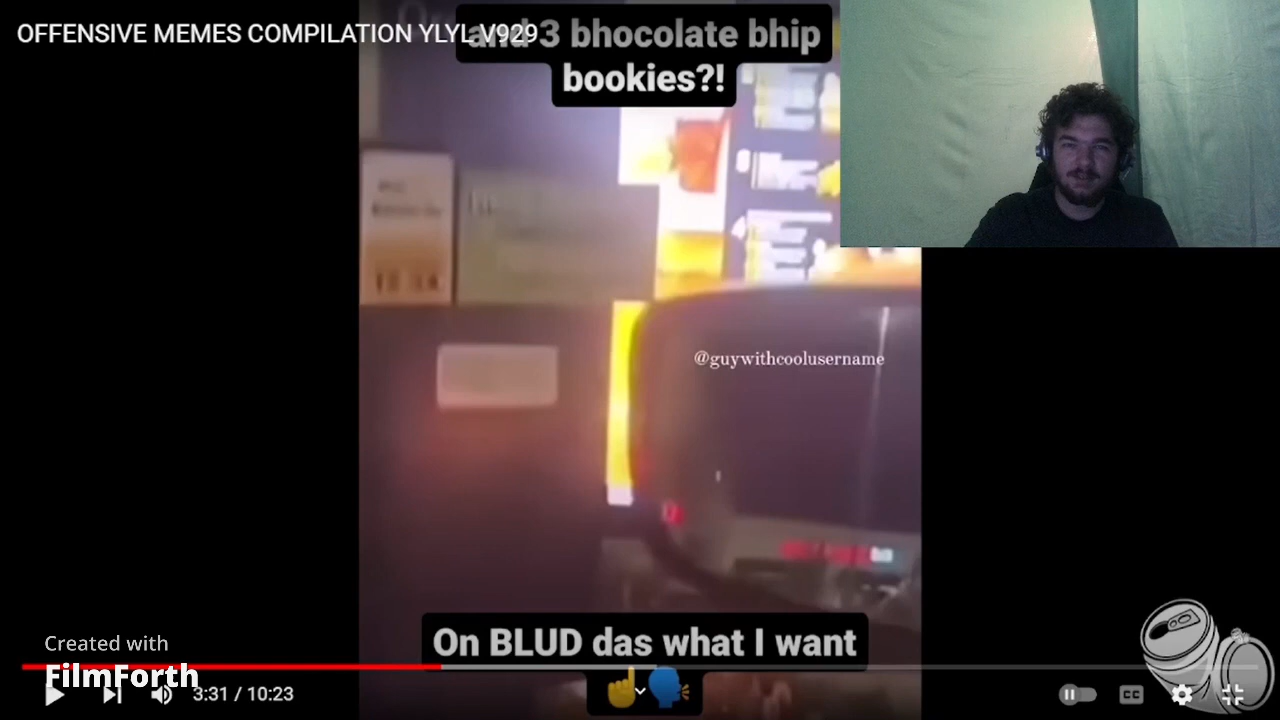 OFFENSIVE MEMES COMPILATION YLYL V929
and 3 bhocolate bhip
bookies?!
@guywithcoolusername
On BLUD das what I want
☝️🗣️
Created with
FilmForth
3:31 / 10:23
CC